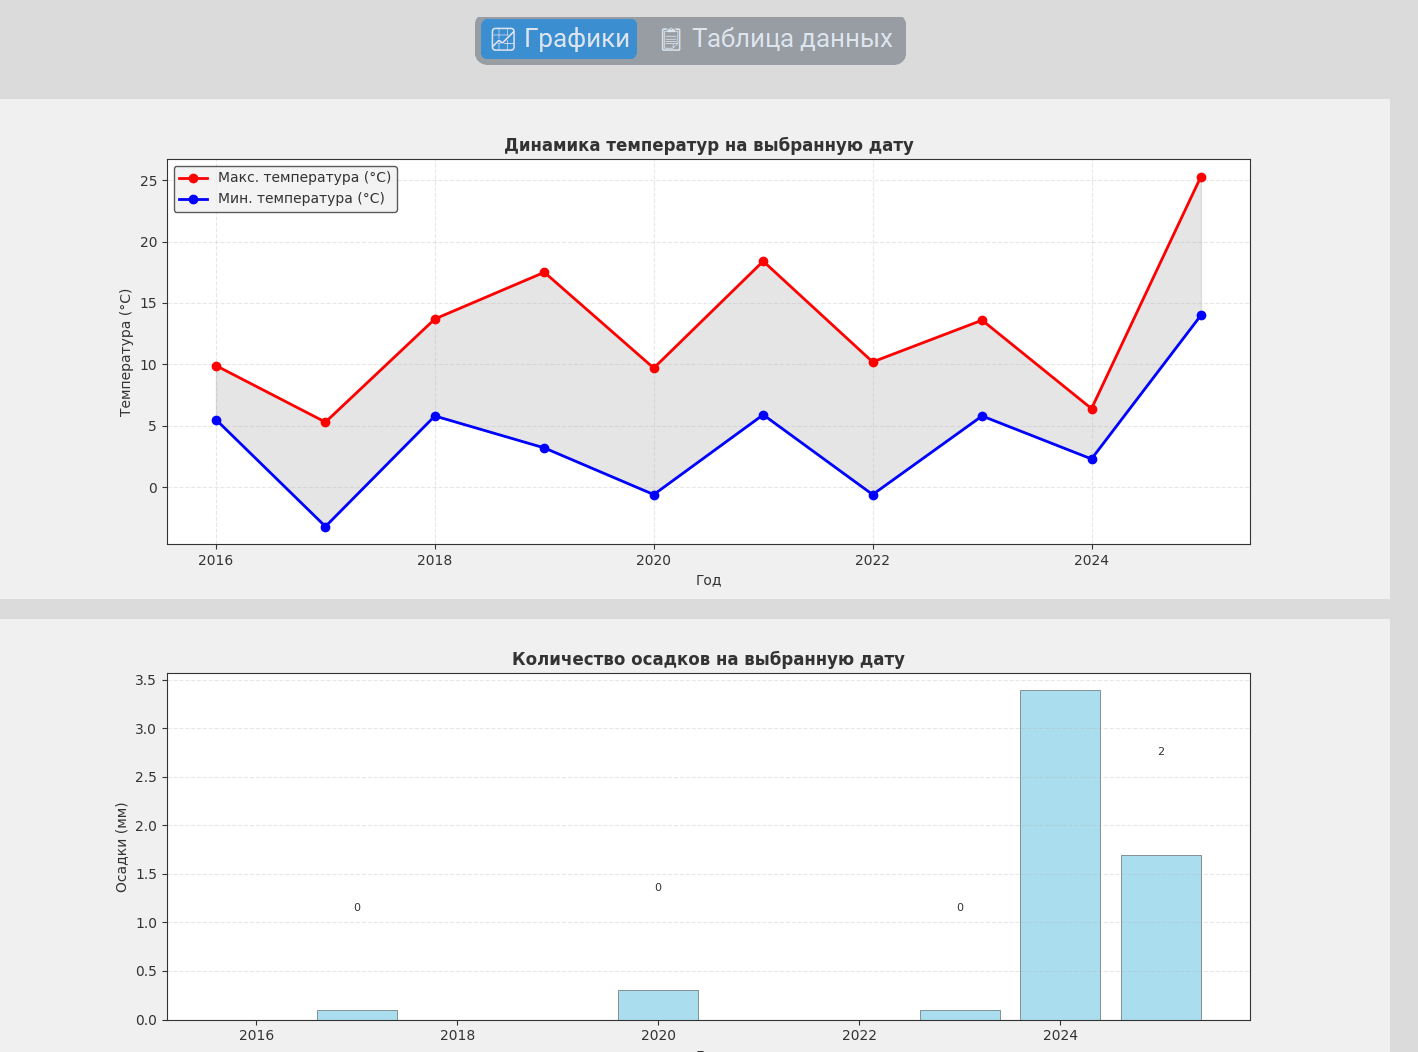 Графики
Таблица данных
Динамика температур на выбранную дату
Макс. температура (°C)
Мин. температура (°C)
Температура (°C)
25
20
15
10
5
0
2016 2018 2020 2022 2024
Год
Количество осадков на выбранную дату
Осадки (мм)
3.5
3.0
2.5
2.0
1.5
1.0
0.5
0.0
2
0
0 0
2016 2018 2020 2022 2024